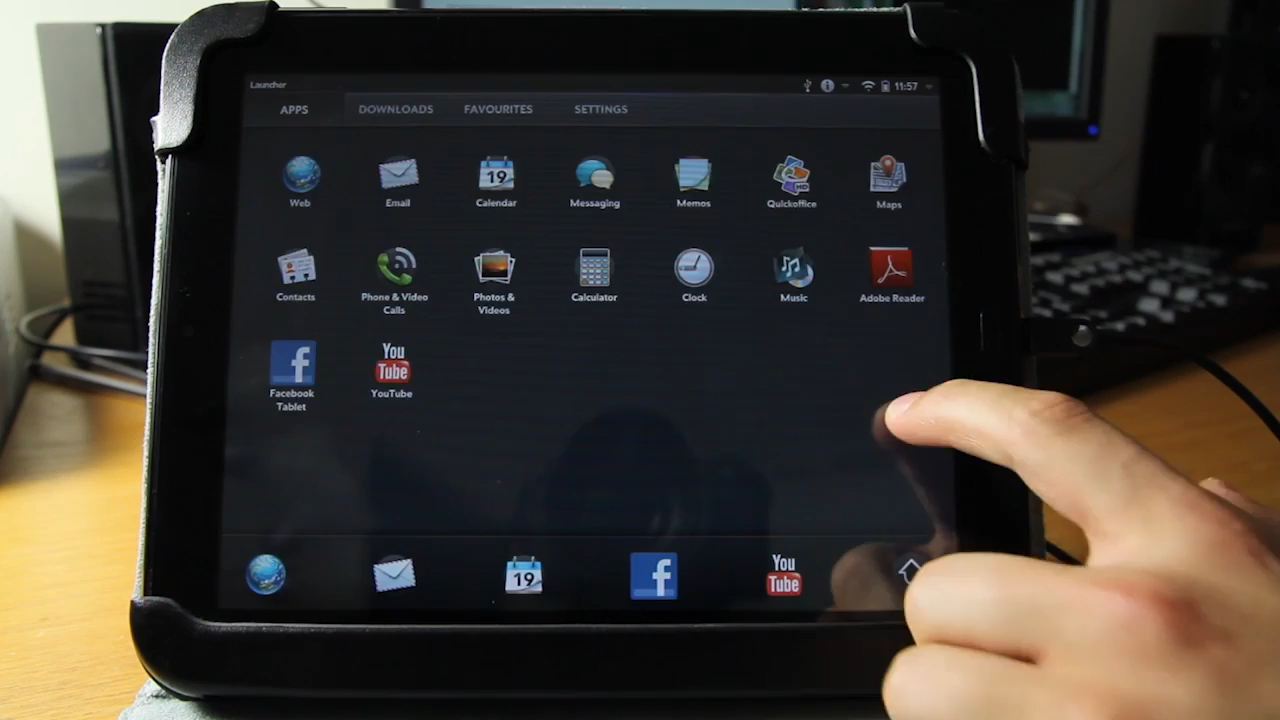 Launcher
11:57
APPS DOWNLOADS FAVOURITES SETTINGS
19
HD
Web Email Calendar Messaging Memos Quickoffice Maps
Contacts Phone & Video Photos & Calculator Clock Music Adobe Reader
Calls Videos
f You
Tube
Facebook YouTube
Tablet
19 f You
Tube